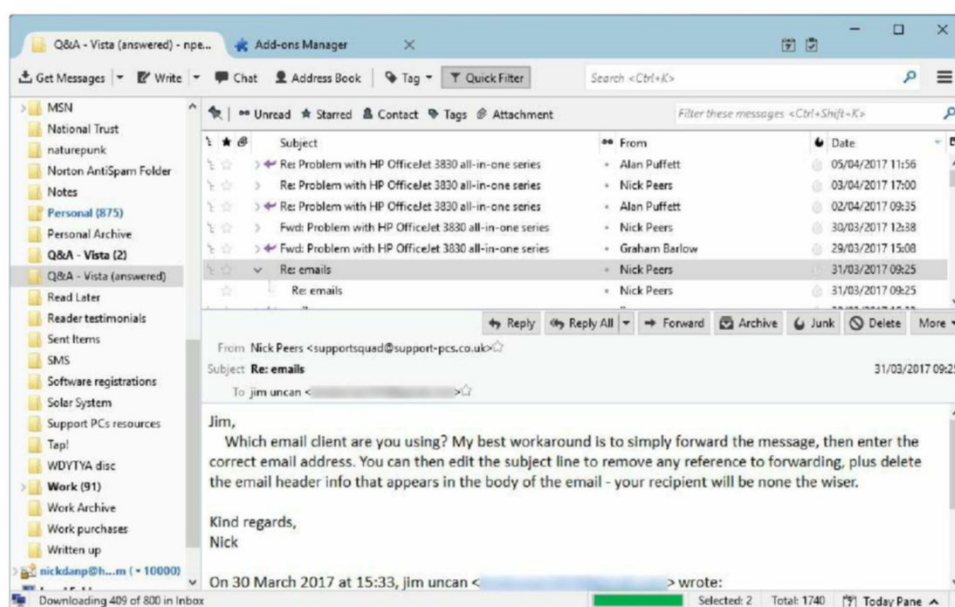 Q&A - Vista (answered) - npe...
Add-ons Manager
Get Messages
Write
Chat
Address Book
Tag
Quick Filter
Search <Ctrl+K>
MSN
National Trust
naturepunk
Norton AntiSpam Folder
Notes
Personal (875)
Personal Archive
Q&A - Vista (2)
Q&A - Vista (answered)
Read Later
Reader testimonials
Sent Items
SMS
Software registrations
Solar System
Support PCs resources
Tap!
WDYTYA disc
Work (91)
Work Archive
Work purchases
Written up
nickdanp@h...m ( • 10000)
Unread Starred Contact Tags Attachment
Filter these messages <Ctrl+Shift+K>
Subject From Date
Re: Problem with HP OfficeJet 3830 all-in-one series Alan Puffett 05/04/2017 11:56
Re: Problem with HP OfficeJet 3830 all-in-one series Nick Peers 03/04/2017 17:00
Re: Problem with HP OfficeJet 3830 all-in-one series Alan Puffett 02/04/2017 09:35
Fwd: Problem with HP OfficeJet 3830 all-in-one series Nick Peers 30/03/2017 12:38
Fwd: Problem with HP OfficeJet 3830 all-in-one series Graham Barlow 29/03/2017 15:08
Re: emails Nick Peers 31/03/2017 09:25
Re: emails Nick Peers 31/03/2017 09:25
Reply Reply All Forward Archive Junk Delete More
From Nick Peers <supportsquad@support-pcs.co.uk>
Subject Re: emails 31/03/2017 09:25
To jim uncan < >
Jim,
Which email client are you using? My best workaround is to simply forward the message, then enter the
correct email address. You can then edit the subject line to remove any reference to forwarding, plus delete
the email header info that appears in the body of the email - your recipient will be none the wiser.
Kind regards,
Nick
On 30 March 2017 at 15:33, jim uncan < > wrote:
Downloading 409 of 800 in Inbox
Selected: 2 Total: 1740 Today Pane